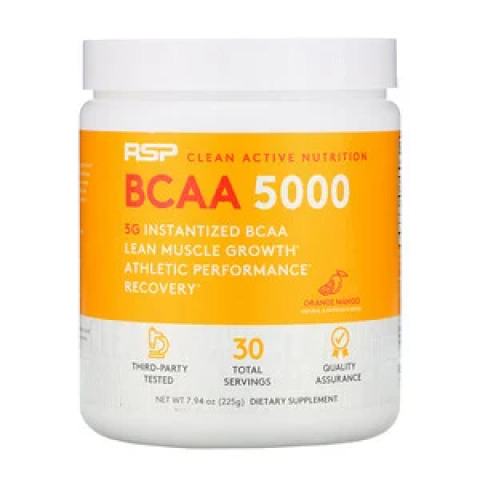 RSP CLEAN ACTIVE NUTRITION
BCAA 5000
5G INSTANTIZED BCAA
LEAN MUSCLE GROWTH*
ATHLETIC PERFORMANCE*
RECOVERY*
ORANGE MANGO
THIRD-PARTY
TESTED
30
TOTAL
SERVINGS
QUALITY
ASSURANCE
NET WT 7.94 oz (225g) DIETARY SUPPLEMENT